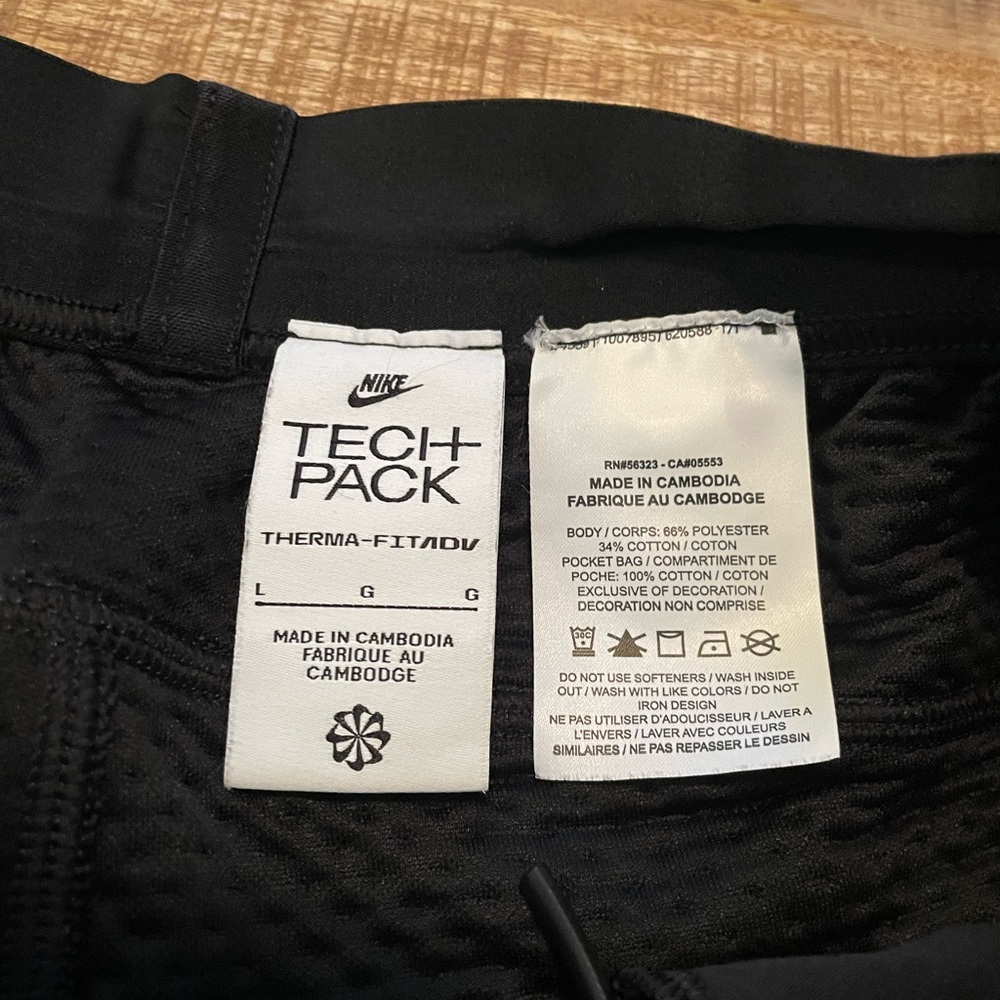 NIKE
TECH
PACK
THERMA-FITADV
L G G
MADE IN CAMBODIA
FABRIQUE AU
CAMBODGE
RN#56323 - CA#05553
MADE IN CAMBODIA
FABRIQUE AU CAMBODGE
BODY / CORPS: 66% POLYESTER
34% COTTON / COTON
POCKET BAG / COMPARTIMENT DE
POCHE: 100% COTTON / COTON
EXCLUSIVE OF DECORATION /
DECORATION NON COMPRISE
30C
DO NOT USE SOFTENERS / WASH INSIDE
OUT / WASH WITH LIKE COLORS / DO NOT
IRON DESIGN
NE PAS UTILISER D'ADOUCISSEUR / LAVER A
L'ENVERS / LAVER AVEC COULEURS
SIMILAIRES / NE PAS REPASSER LE DESSIN